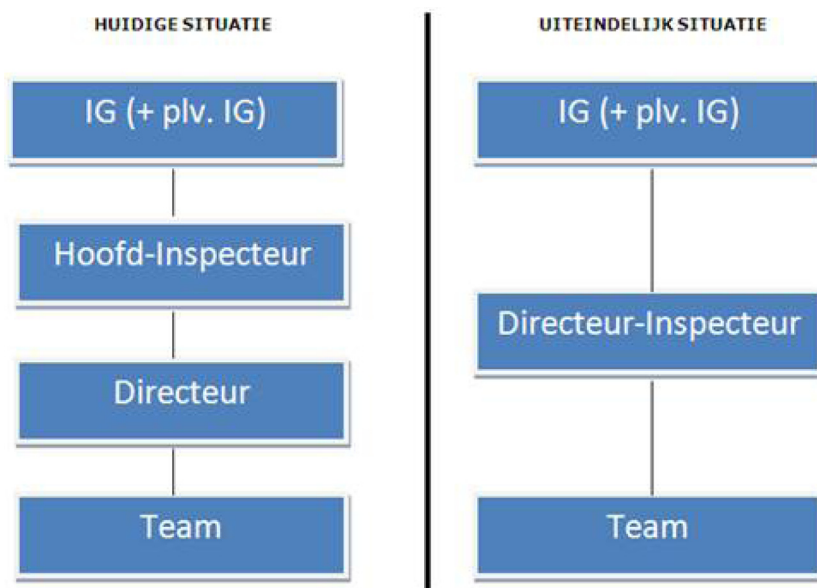 HUIDIGE SITUATIE
IG (+ plv. IG)
Hoofd-Inspecteur
Directeur
Team
UITEINDELIJK SITUATIE
IG (+ plv. IG)
Directeur-Inspecteur
Team